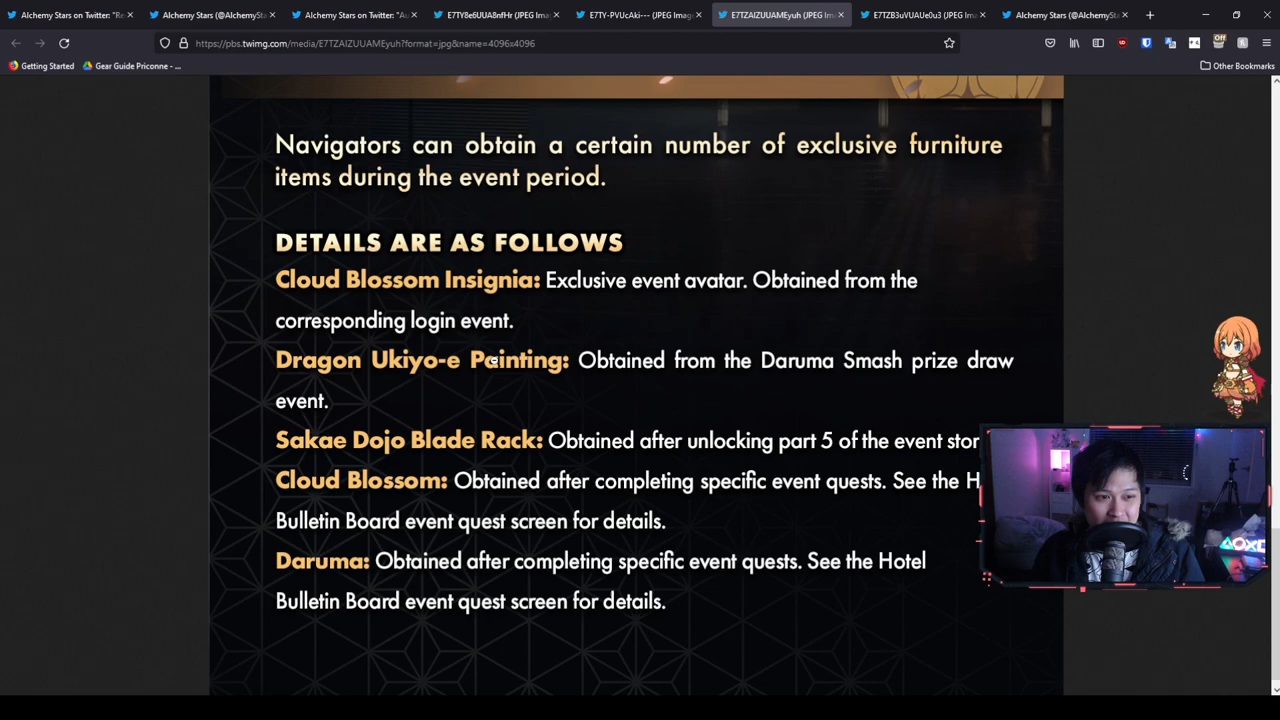 Alchemy Stars on Twitter: "Re
Alchemy Stars (@AlchemySta
Alchemy Stars on Twitter: "Au
E7TY8e6UUA8nfHr (JPEG Imag
E7TY-PVUcAki--- (JPEG Imag
E7TZAIZUUAMEyuh (JPEG Im
E7TZB3uVUAUe0u3 (JPEG Im
Alchemy Stars (@AlchemySt
https://pbs.twimg.com/media/E7TZAIZUUAMEyuh?format=jpg&name=4096x4096
Off
Getting Started
Gear Guide Priconne - ...
Other Bookmarks
Navigators can obtain a certain number of exclusive furniture
items during the event period.
DETAILS ARE AS FOLLOWS
Cloud Blossom Insignia: Exclusive event avatar. Obtained from the
corresponding login event.
Dragon Ukiyo-e Painting: Obtained from the Daruma Smash prize draw
event.
Sakae Dojo Blade Rack: Obtained after unlocking part 5 of the event stor
Cloud Blossom: Obtained after completing specific event quests. See the H
Bulletin Board event quest screen for details.
Daruma: Obtained after completing specific event quests. See the Hotel
Bulletin Board event quest screen for details.